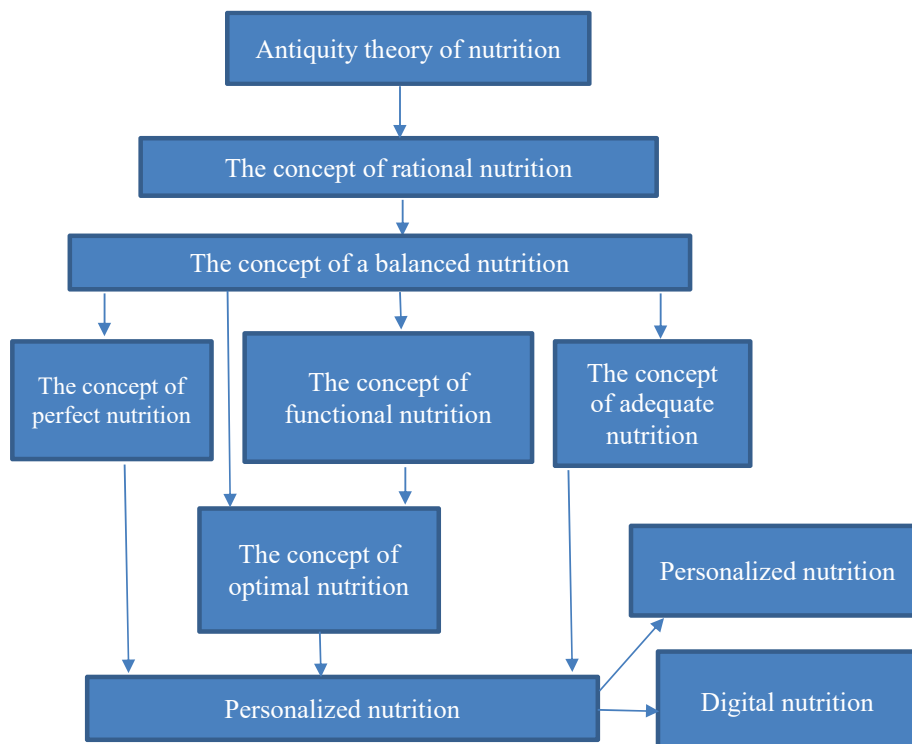 Antiquity theory of nutrition
The concept of rational nutrition
The concept of a balanced nutrition
The concept of
perfect nutrition
The concept of
functional nutrition
The concept
of adequate
nutrition
The concept of
optimal nutrition
Personalized nutrition
Personalized nutrition
Digital nutrition